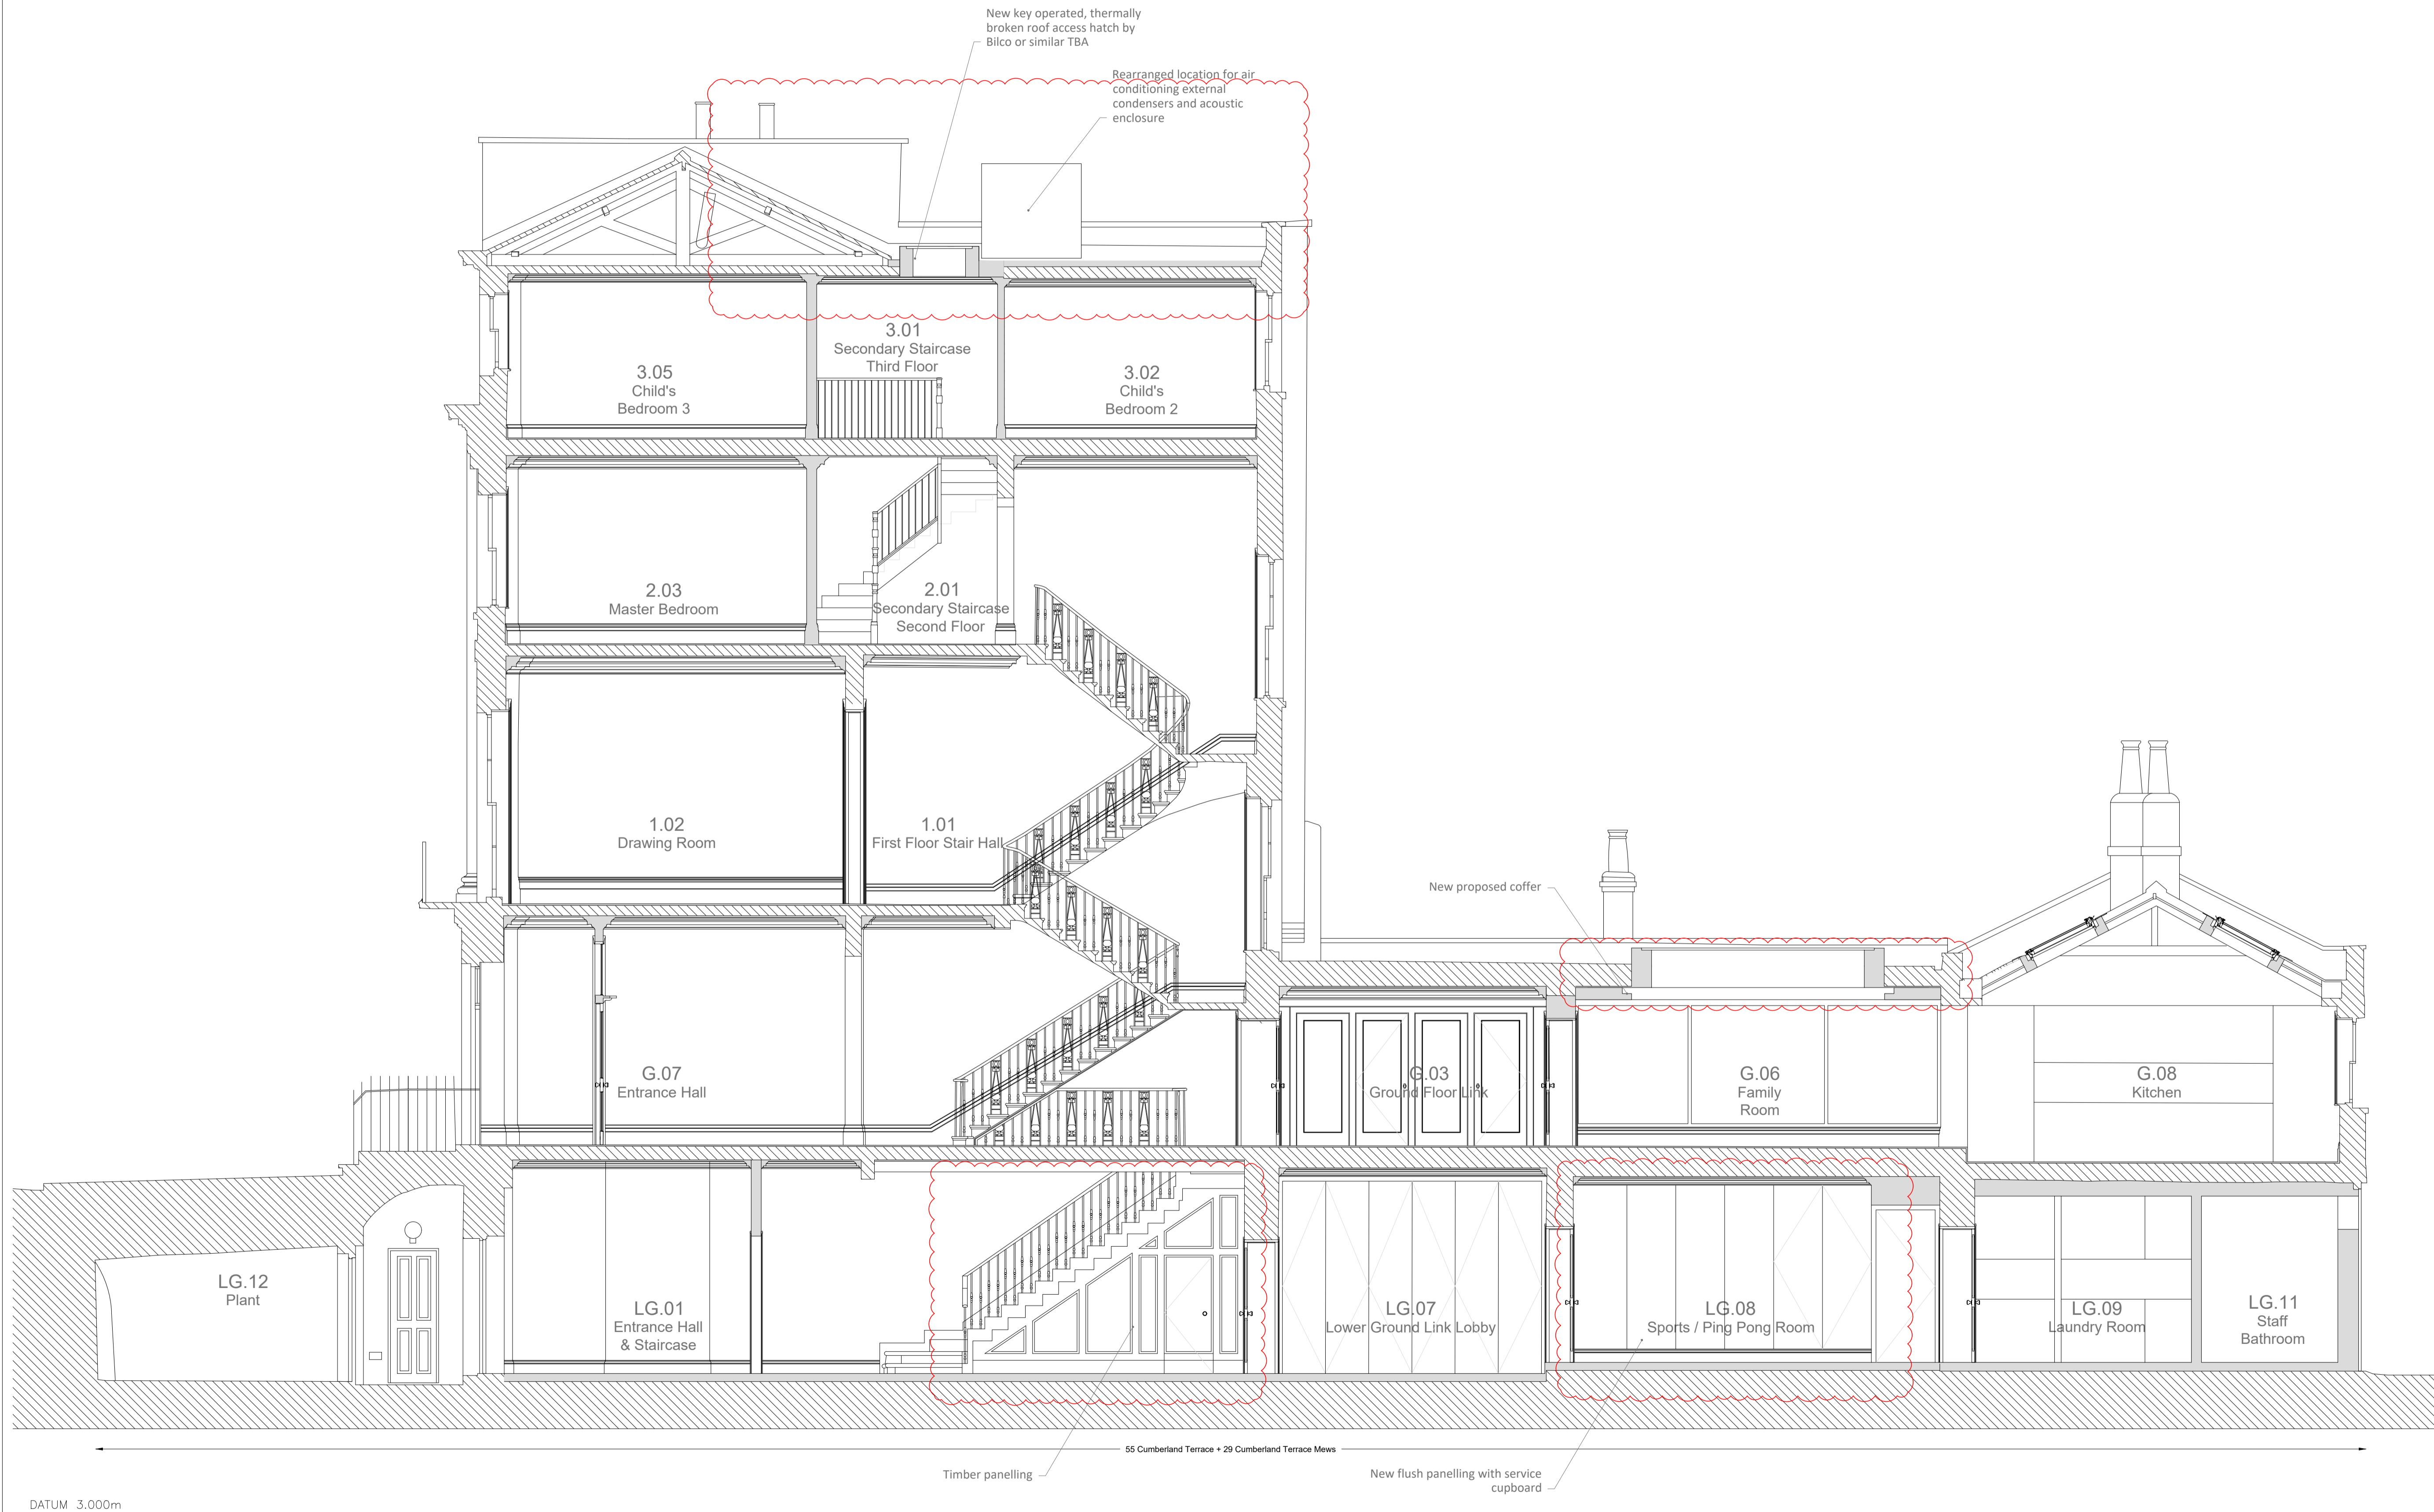 New key operated, thermally
broken roof access hatch by
Bilco or similar TBA
Rearranged location for air
conditioning external
condensers and acoustic
enclosure
3.05
Child's
Bedroom 3
3.01
Secondary Staircase
Third Floor
3.02
Child's
Bedroom 2
2.03
Master Bedroom
2.01
Secondary Staircase
Second Floor
1.02
Drawing Room
1.01
First Floor Stair Hall
New proposed coffer
G.07
Entrance Hall
G.03
Ground Floor Link
G.06
Family
Room
G.08
Kitchen
LG.12
Plant
LG.01
Entrance Hall
& Staircase
LG.07
Lower Ground Link Lobby
LG.08
Sports / Ping Pong Room
LG.09
Laundry Room
LG.11
Staff
Bathroom
55 Cumberland Terrace + 29 Cumberland Terrace Mews
Timber panelling
New flush panelling with service
cupboard
DATUM 3.000m